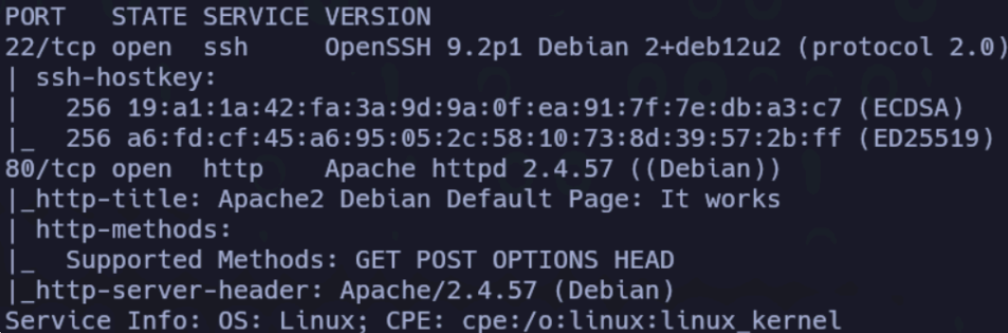 PORT   STATE SERVICE VERSION
22/tcp open  ssh     OpenSSH 9.2p1 Debian 2+deb12u2 (protocol 2.0)
| ssh-hostkey:
|   256 19:a1:1a:42:fa:3a:9d:9a:0f:ea:91:7f:7e:db:a3:c7 (ECDSA)
|_  256 a6:fd:cf:45:a6:95:05:2c:58:10:73:8d:39:57:2b:ff (ED25519)
80/tcp open  http    Apache httpd 2.4.57 ((Debian))
|_http-title: Apache2 Debian Default Page: It works
| http-methods:
|_  Supported Methods: GET POST OPTIONS HEAD
|_http-server-header: Apache/2.4.57 (Debian)
Service Info: OS: Linux; CPE: cpe:/o:linux:linux_kernel